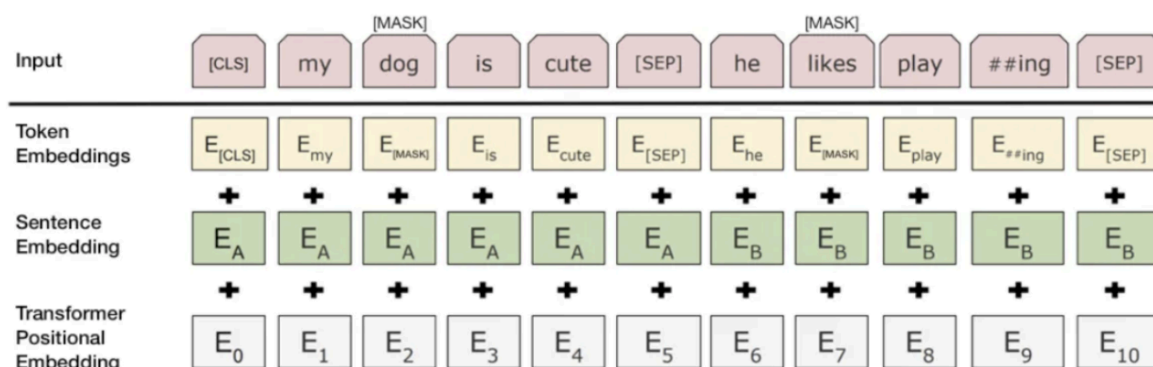 [MASK] [MASK]
Input [CLS] my dog is cute [SEP] he likes play ##ing [SEP]
Token
Embeddings E[CLS] Emy E[MASK] Eis Ecute E[SEP] Ehe E[MASK] Eplay E##ing E[SEP]
+ + + + + + + + + + +
Sentence
Embedding EA EA EA EA EA EA EB EB EB EB EB
+ + + + + + + + + + +
Transformer
Positional
Embedding E0 E1 E2 E3 E4 E5 E6 E7 E8 E9 E10